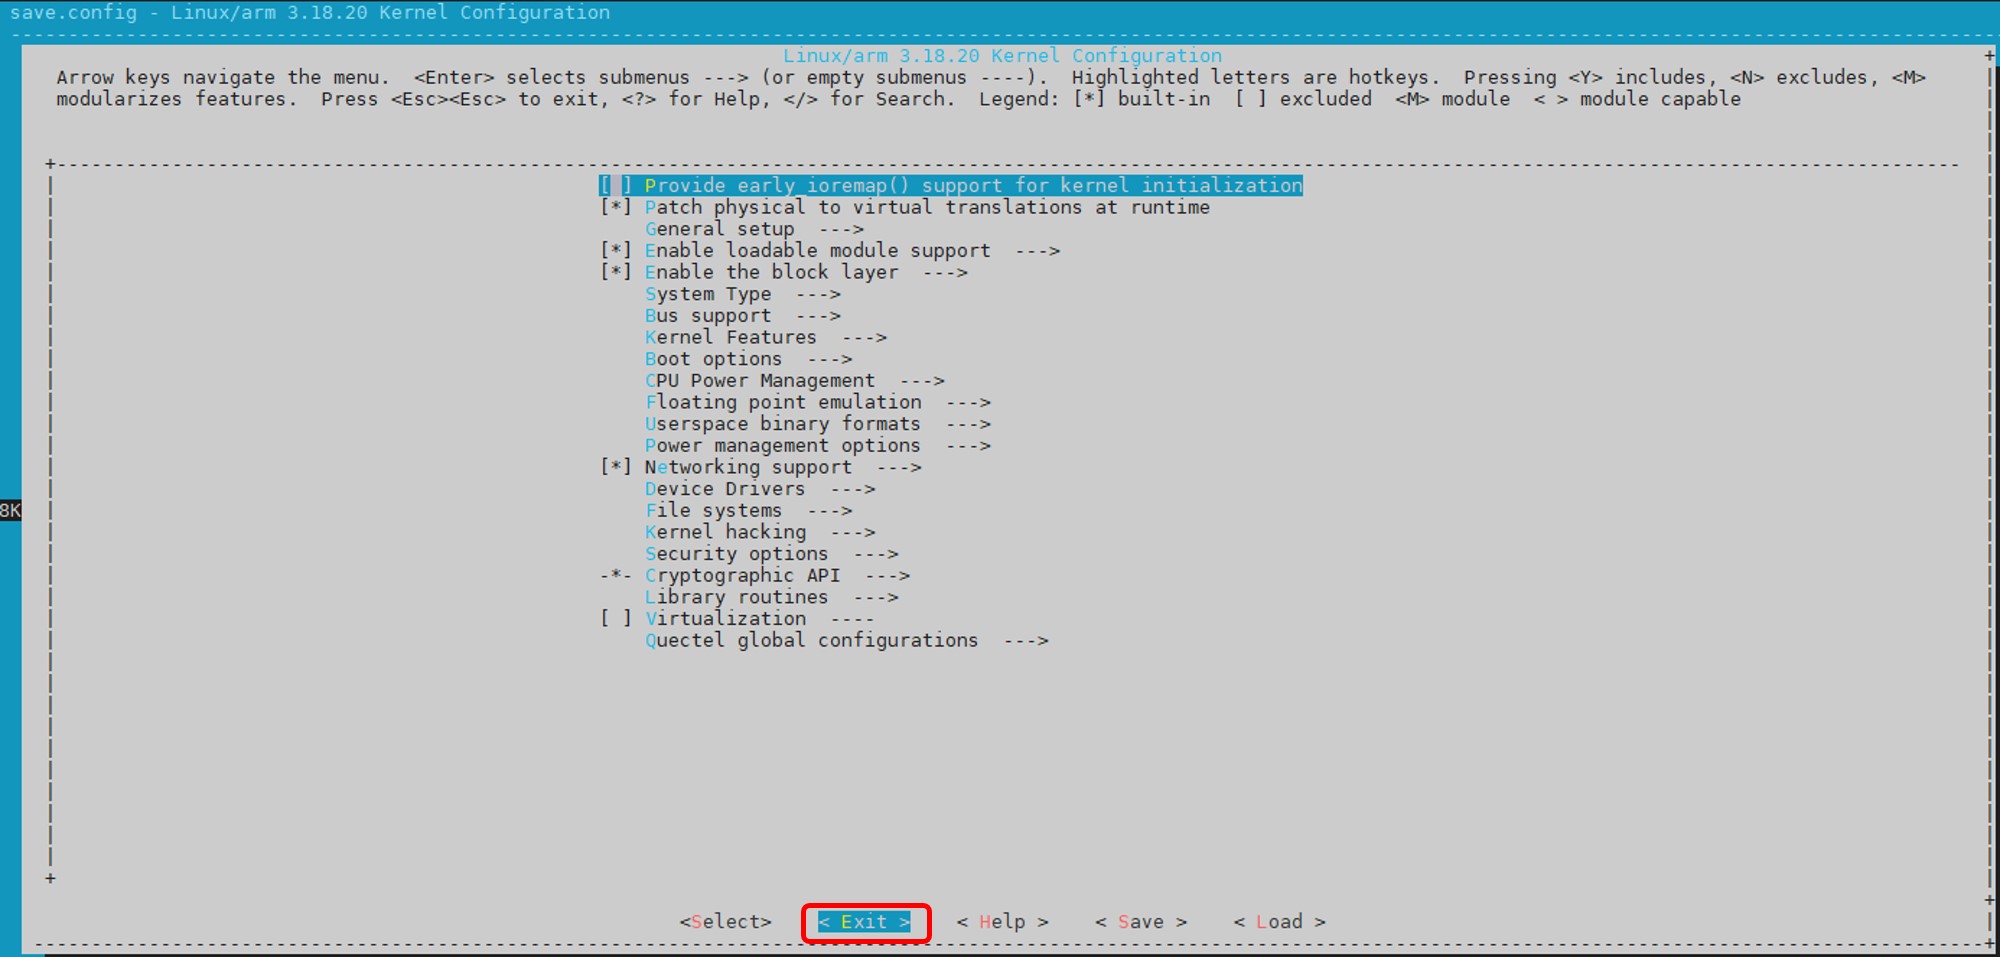 save.config - Linux/arm 3.18.20 Kernel Configuration
Linux/arm 3.18.20 Kernel Configuration
Arrow keys navigate the menu.  <Enter> selects submenus ---> (or empty submenus ----).  Highlighted letters are hotkeys.  Pressing <Y> includes, <N> excludes, <M>
modularizes features.  Press <Esc><Esc> to exit, <?> for Help, </> for Search.  Legend: [*] built-in  [ ] excluded  <M> module  < > module capable
[ ] Provide early_ioremap() support for kernel initialization
[*] Patch physical to virtual translations at runtime
General setup  --->
[*] Enable loadable module support  --->
[*] Enable the block layer  --->
System Type  --->
Bus support  --->
Kernel Features  --->
Boot options  --->
CPU Power Management  --->
Floating point emulation  --->
Userspace binary formats  --->
Power management options  --->
[*] Networking support  --->
Device Drivers  --->
8K
File systems  --->
Kernel hacking  --->
Security options  --->
-*- Cryptographic API  --->
Library routines  --->
[ ] Virtualization  ----
Quectel global configurations  --->
<Select>    < Exit >    < Help >    < Save >    < Load >